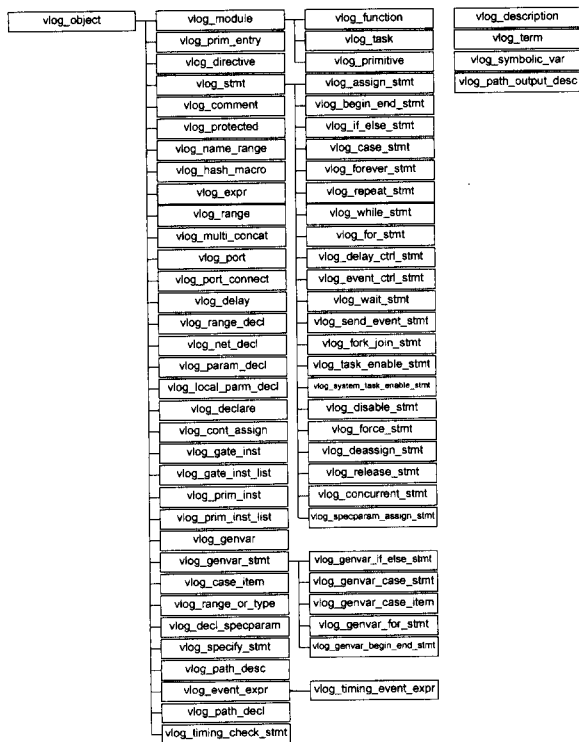 vlog_object
vlog_module
vlog_prim_entry
vlog_directive
vlog_stmt
vlog_comment
vlog_protected
vlog_name_range
vlog_hash_macro
vlog_expr
vlog_range
vlog_multi_concat
vlog_port
vlog_port_connect
vlog_delay
vlog_range_decl
vlog_net_decl
vlog_param_decl
vlog_local_parm_decl
vlog_declare
vlog_cont_assign
vlog_gate_inst
vlog_gate_inst_list
vlog_prim_inst
vlog_prim_inst_list
vlog_genvar
vlog_genvar_stmt
vlog_case_item
vlog_range_or_type
vlog_decl_specparam
vlog_specify_stmt
vlog_path_desc
vlog_event_expr
vlog_path_decl
vlog_timing_check_stmt
vlog_function
vlog_task
vlog_primitive
vlog_assign_stmt
vlog_begin_end_stmt
vlog_if_else_stmt
vlog_case_stmt
vlog_forever_stmt
vlog_repeat_stmt
vlog_while_stmt
vlog_for_stmt
vlog_delay_ctrl_stmt
vlog_event_ctrl_stmt
vlog_wait_stmt
vlog_send_event_stmt
vlog_fork_join_stmt
vlog_task_enable_stmt
vlog_system_task_enable_stmt
vlog_disable_stmt
vlog_force_stmt
vlog_deassign_stmt
vlog_release_stmt
vlog_concurrent_stmt
vlog_specparam_assign_stmt
vlog_genvar_if_else_stmt
vlog_genvar_case_stmt
vlog_genvar_case_item
vlog_genvar_for_stmt
vlog_genvar_begin_end_stmt
vlog_timing_event_expr
vlog_description
vlog_term
vlog_symbolic_var
vlog_path_output_desc